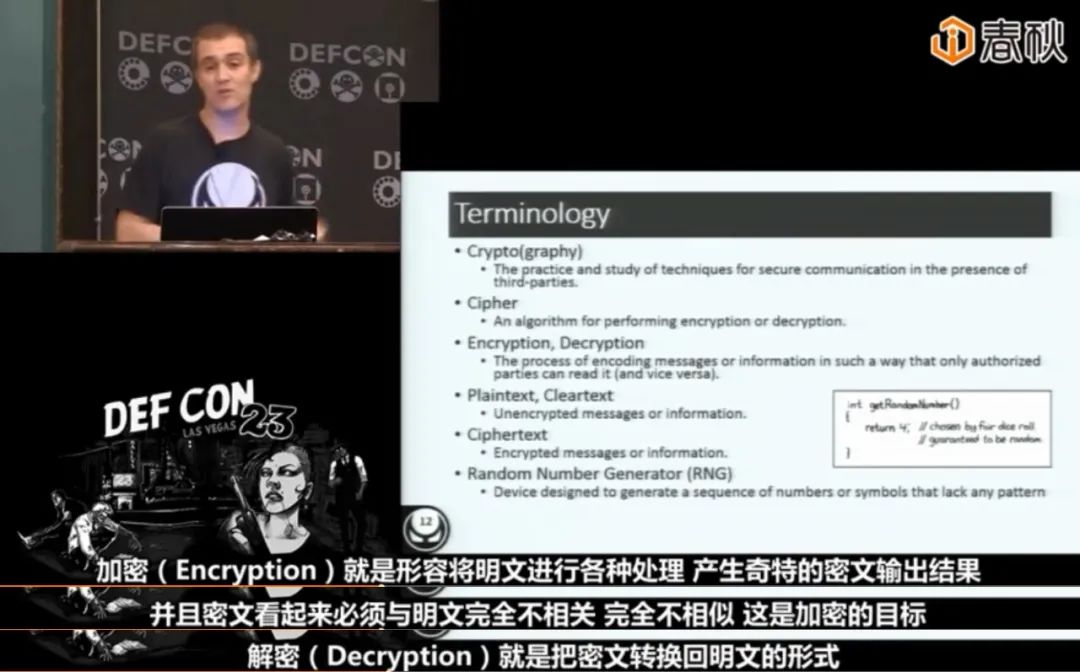 DEFC
DEFCON
ON
DE
春秋
Terminology
• Crypto(graphy)
• The practice and study of techniques for secure communication in the presence of
third-parties.
• Cipher
• An algorithm for performing encryption or decryption.
• Encryption, Decryption
• The process of encoding messages or information in such a way that only authorized
parties can read it (and vice versa).
• Plaintext, Cleartext
• Unencrypted messages or information.
• Ciphertext
• Encrypted messages or information.
• Random Number Generator (RNG)
• Device designed to generate a sequence of numbers or symbols that lack any pattern
int getRandomNumber()
{
return 4; // chosen by fair dice roll.
// guaranteed to be random.
}
DEF CON
LAS VEGAS 23
23
12
加密（Encryption）就是形容将明文进行各种处理 产生奇特的密文输出结果
并且密文看起来必须与明文完全不相关 完全不相似 这是加密的目标
解密（Decryption）就是把密文转换回明文的形式